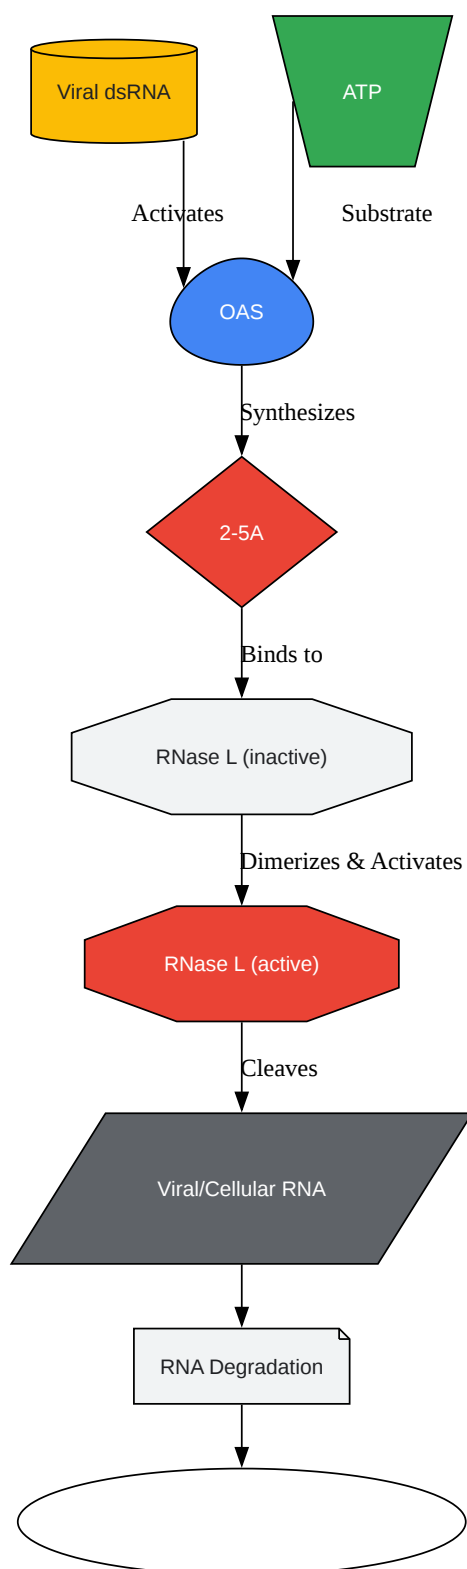 Viral dsRNA
ATP
Activates
Substrate
OAS
Synthesizes
2-5A
Binds to
RNase L (inactive)
Dimerizes & Activates
RNase L (active)
Cleaves
Viral/Cellular RNA
RNA Degradation